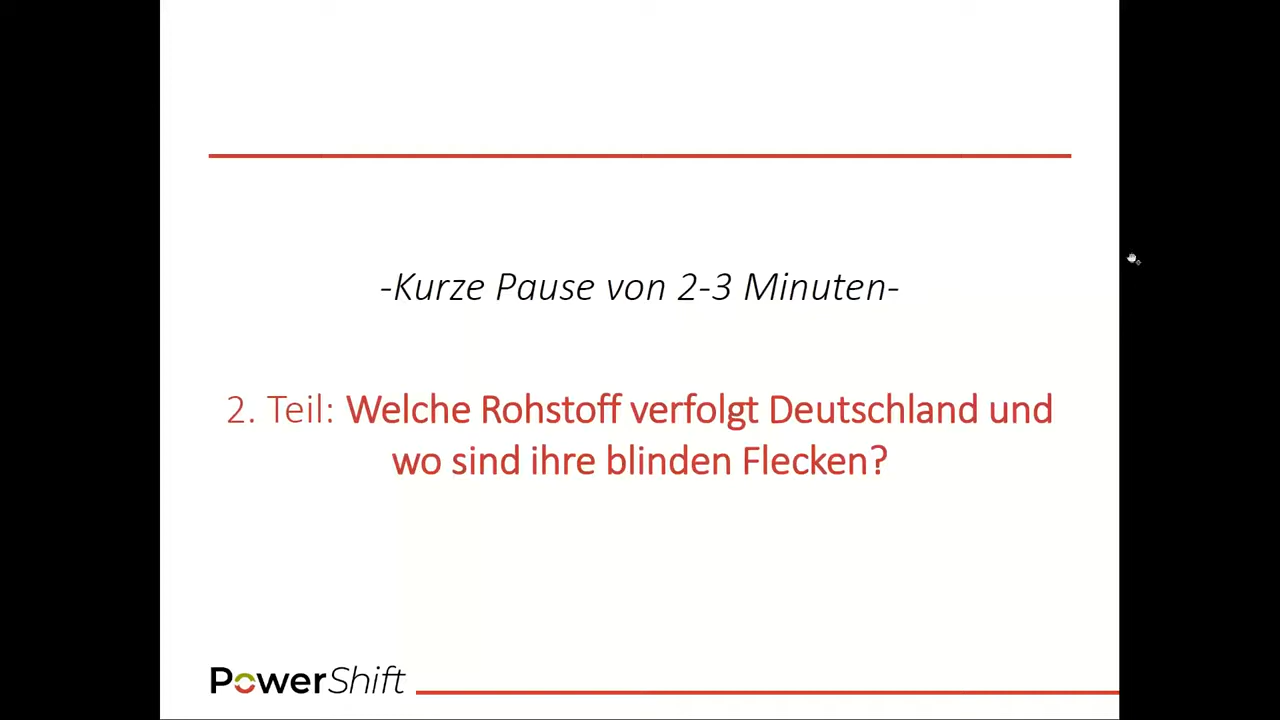 -Kurze Pause von 2-3 Minuten-
2. Teil: Welche Rohstoff verfolgt Deutschland und
wo sind ihre blinden Flecken?
PowerShift